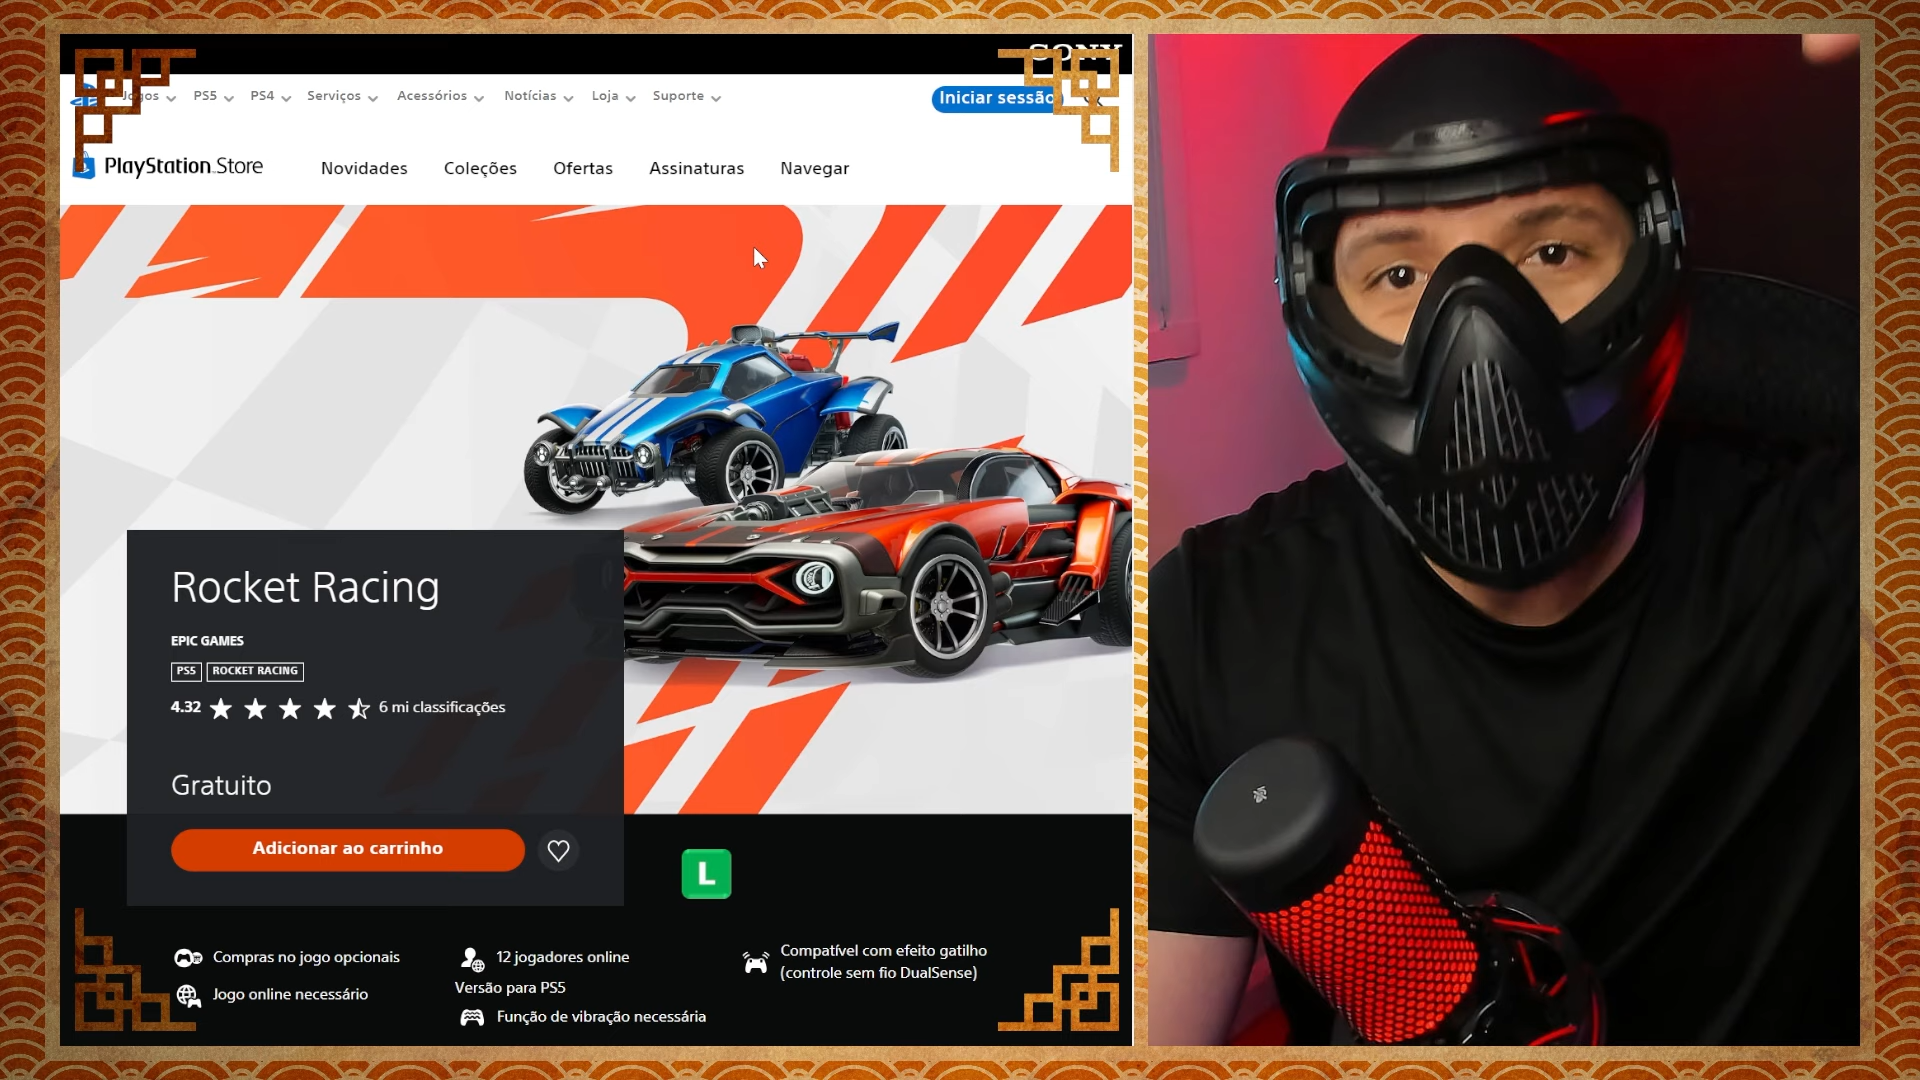 SONY
Jogos PS5 PS4 Serviços Acessórios Notícias Loja Suporte
Iniciar sessão
PlayStation Store
Novidades Coleções Ofertas Assinaturas Navegar
Rocket Racing
EPIC GAMES
PS5 ROCKET RACING
4.32 6 mi classificações
Gratuito
Adicionar ao carrinho
L
Compras no jogo opcionais
Jogo online necessário
12 jogadores online
Versão para PS5
Função de vibração necessária
Compatível com efeito gatilho
(controle sem fio DualSense)